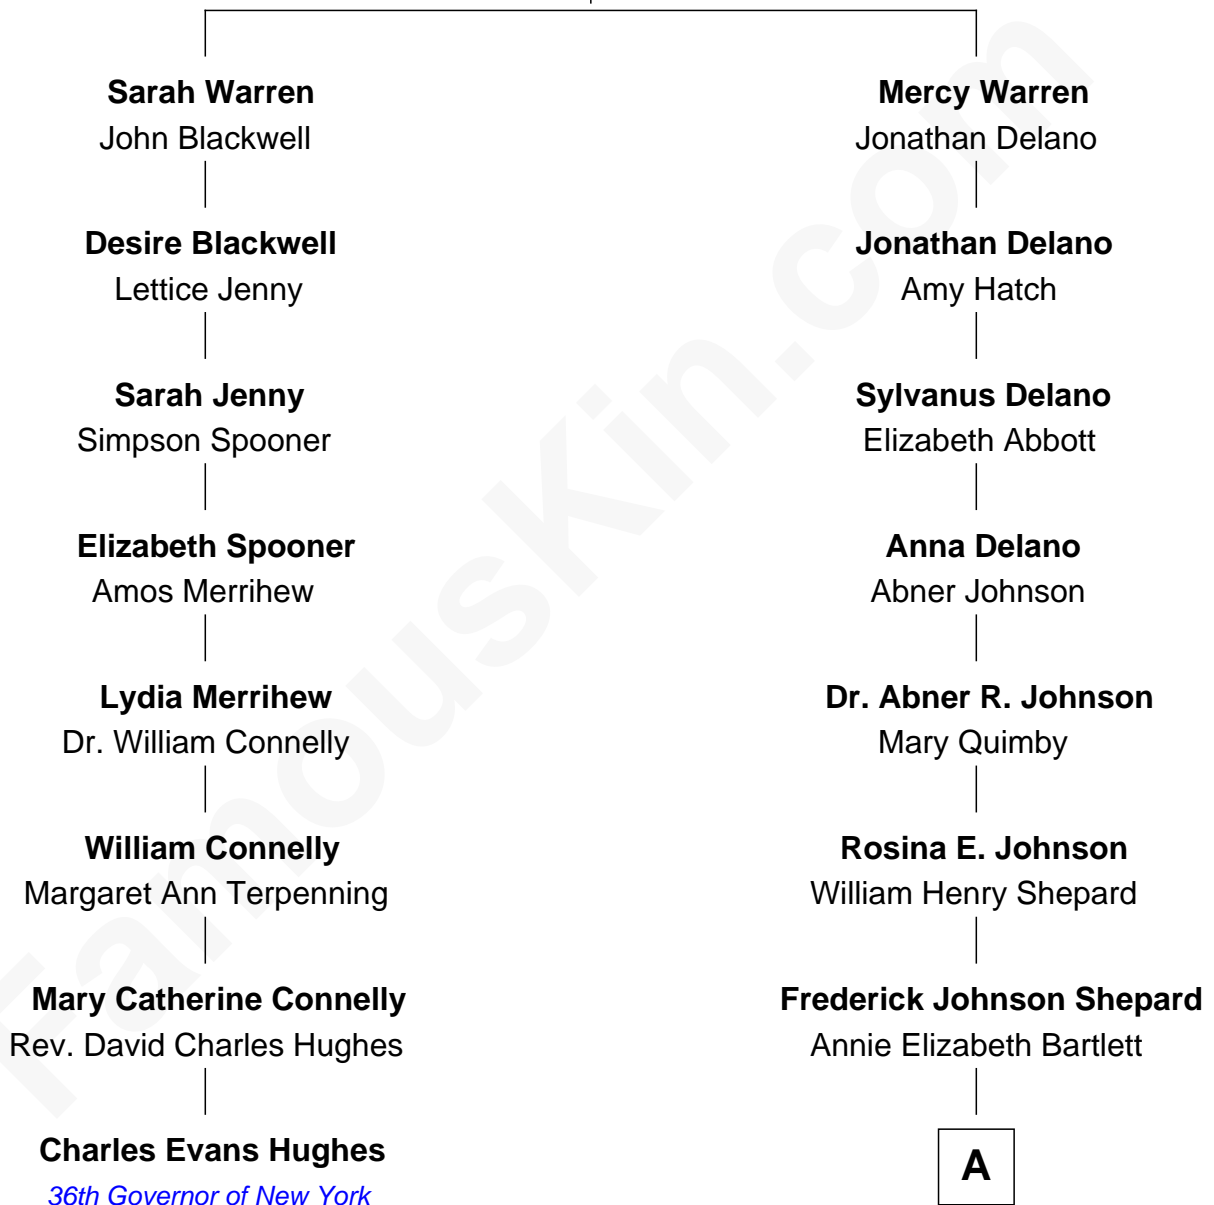 Sarah Warren
John Blackwell
Mercy Warren
Jonathan Delano
Desire Blackwell
Lettice Jenny
Jonathan Delano
Amy Hatch
Sarah Jenny
Simpson Spooner
Sylvanus Delano
Elizabeth Abbott
Elizabeth Spooner
Amos Merrihew
Anna Delano
Abner Johnson
Lydia Merrihew
Dr. William Connelly
Dr. Abner R. Johnson
Mary Quimby
William Connelly
Margaret Ann Terpenning
Rosina E. Johnson
William Henry Shepard
Mary Catherine Connelly
Rev. David Charles Hughes
Frederick Johnson Shepard
Annie Elizabeth Bartlett
Charles Evans Hughes
36th Governor of New York
A
FamousKin.com